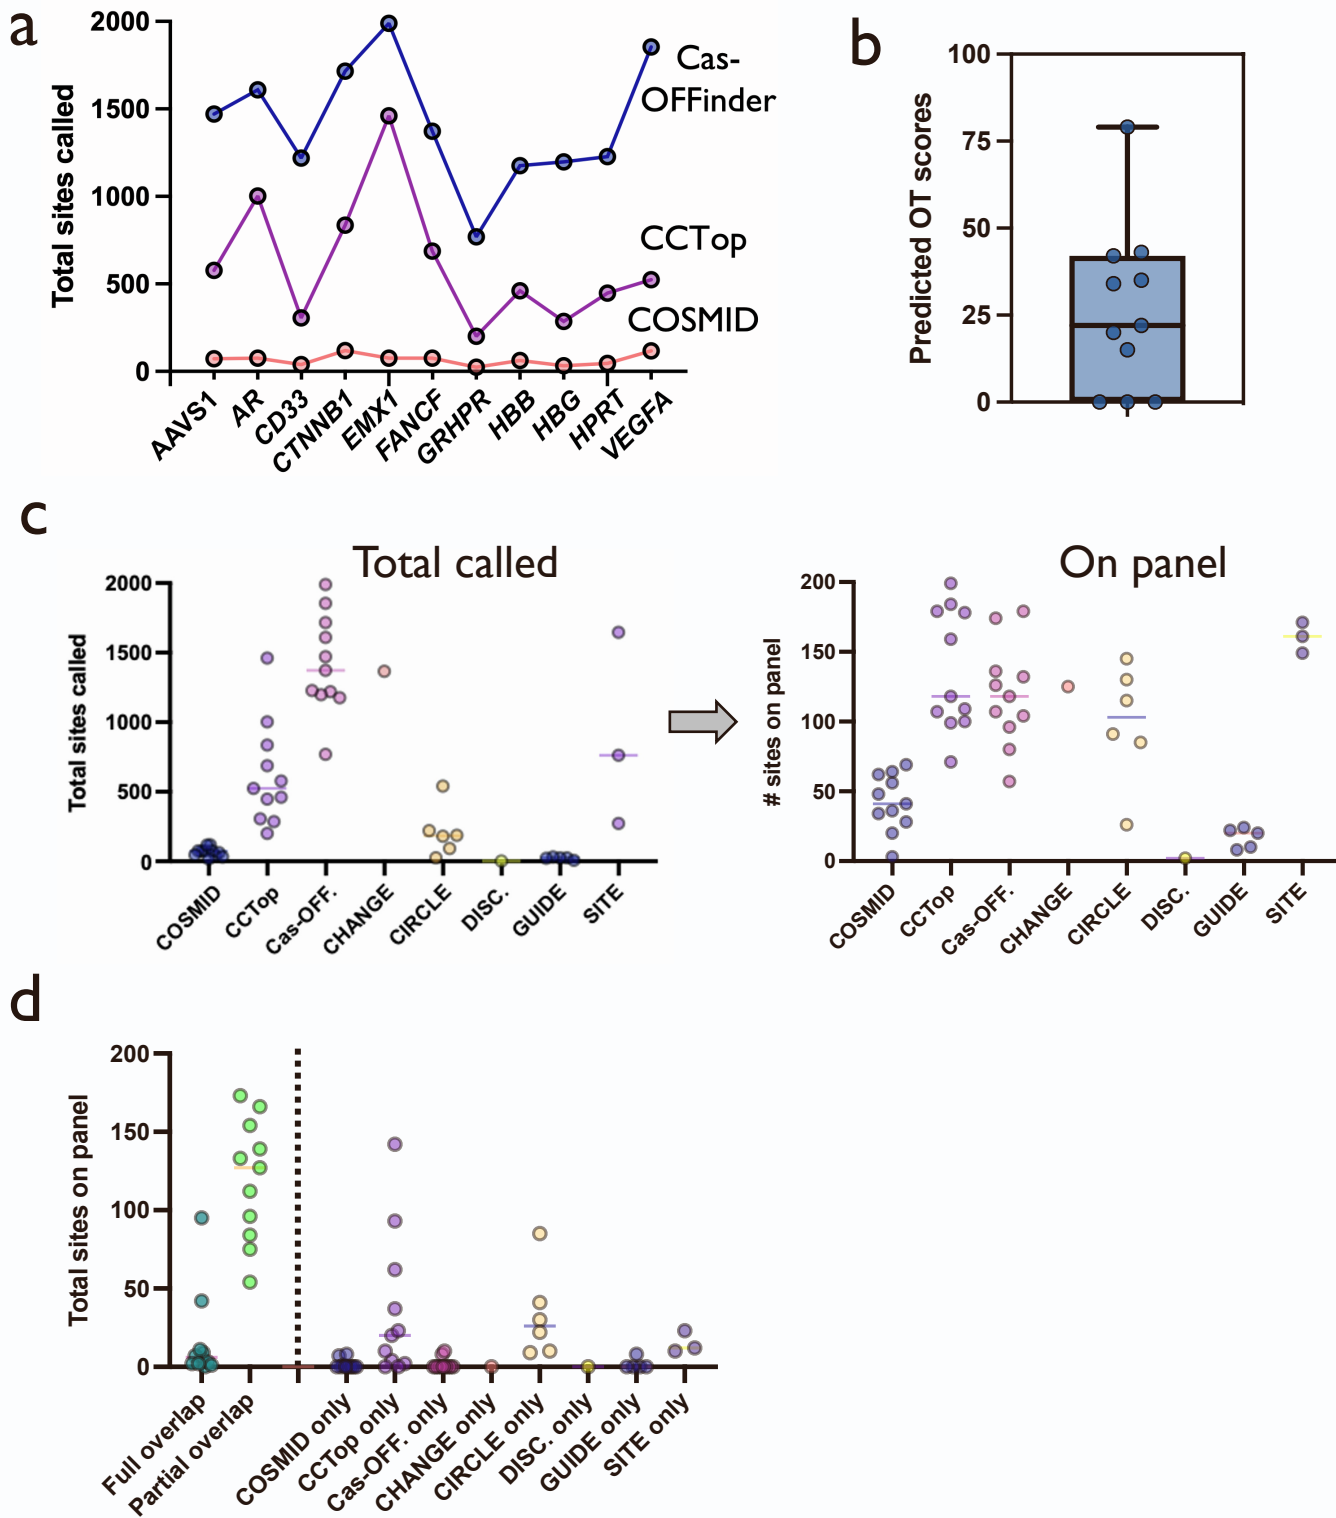 a
2000
1500
1000
500
0
Total sites called
Cas-
OFFinder
CCTop
COSMID
AAVS1
AR
CD33
CTNNB1
EMX1
FANCF
GRHPR
HBB
HBG
HPRT
VEGFA
b
100
75
50
25
0
Predicted OT scores
c
Total called
2000
1500
1000
500
0
Total sites called
COSMID
CCTop
Cas-OFF.
CHANGE
CIRCLE
DISC.
GUIDE
SITE
On panel
200
150
100
50
0
# sites on panel
COSMID
CCTop
Cas-OFF.
CHANGE
CIRCLE
DISC.
GUIDE
SITE
d
200
150
100
50
0
Total sites on panel
Full overlap
Partial overlap
COSMID only
CCTop only
Cas-OFF. only
CHANGE only
CIRCLE only
DISC. only
GUIDE only
SITE only